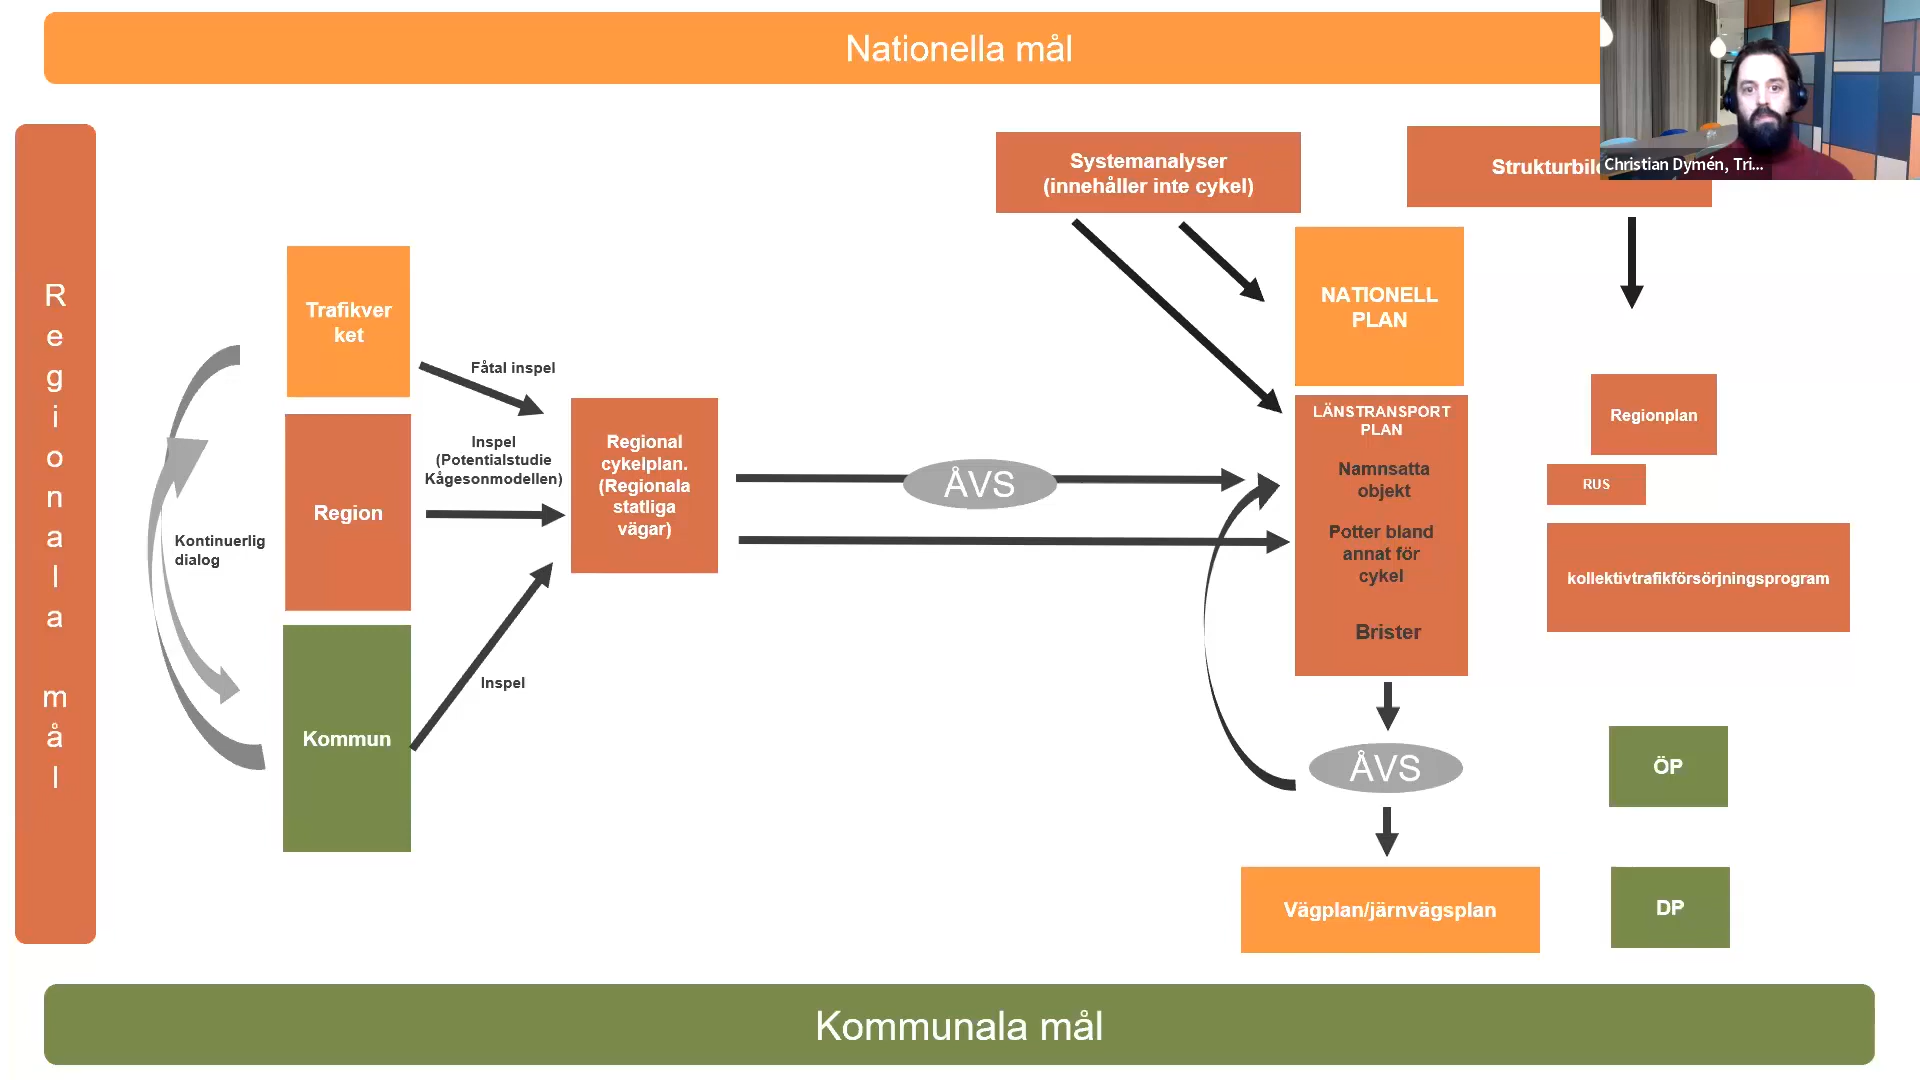 Nationella mål
Christian Dymén, Tri...
Systemanalyser
(innehåller inte cykel)
Regionala mål
Trafikver
ket
NATIONELL
PLAN
Fåtal inspel
Regionplan
LÄNSTRANSPORT
PLAN
Inspel
(Potentialstudie
Kågesonmodellen)
Regional
cykelplan.
(Regionala
statliga
vägar)
ÅVS
Namnsatta
objekt
RUS
Region
Kontinuerlig
dialog
Potter bland
annat för
cykel
kollektivtrafikförsörjningsprogram
Brister
Inspel
Kommun
ÅVS
ÖP
Vägplan/järnvägsplan
DP
Kommunala mål